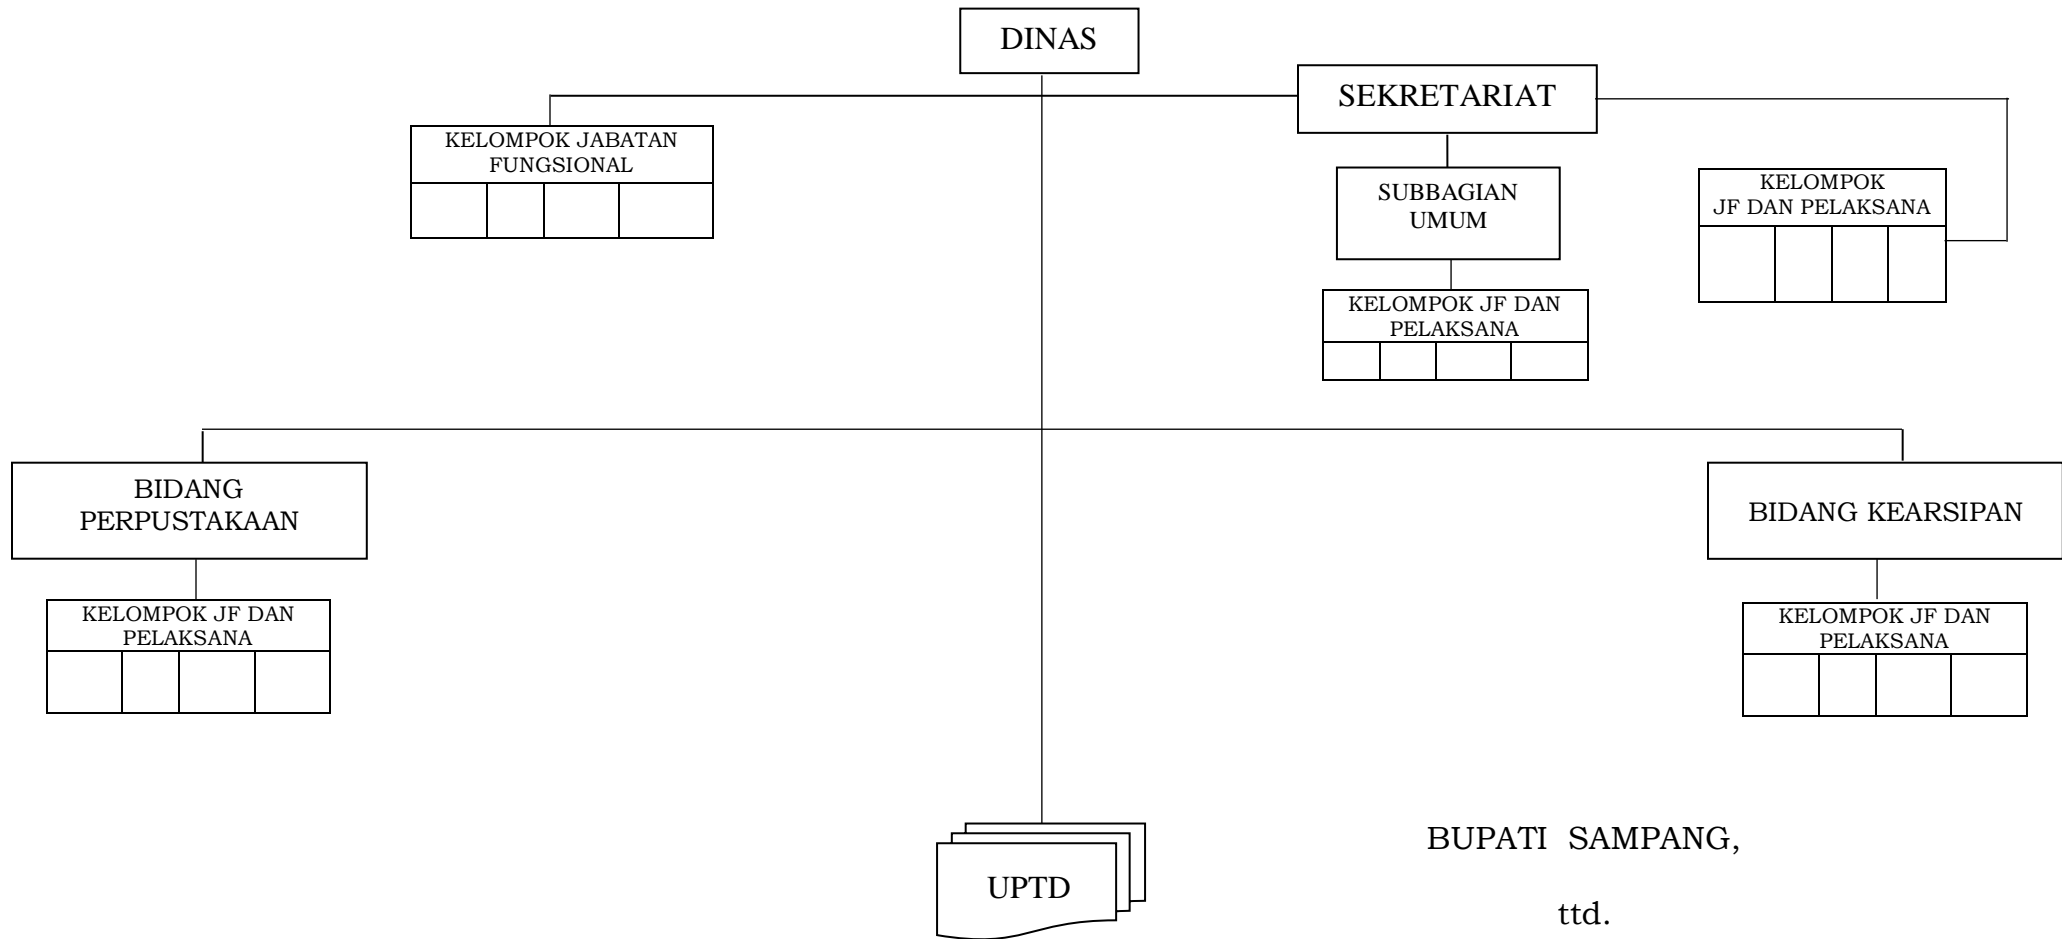 DINAS
SEKRETARIAT
KELOMPOK JABATAN
FUNGSIONAL
SUBBAGIAN
UMUM
KELOMPOK
JF DAN PELAKSANA
KELOMPOK JF DAN
PELAKSANA
BIDANG
PERPUSTAKAAN
BIDANG KEARSIPAN
KELOMPOK JF DAN
PELAKSANA
KELOMPOK JF DAN
PELAKSANA
UPTD
BUPATI SAMPANG,
ttd.